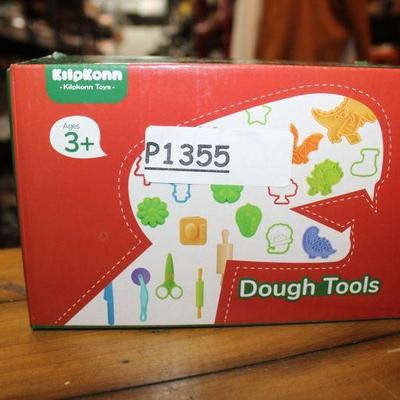 KilpKonn
• Kilpkonn Toys •
Ages
3+
P1355
Dough Tools